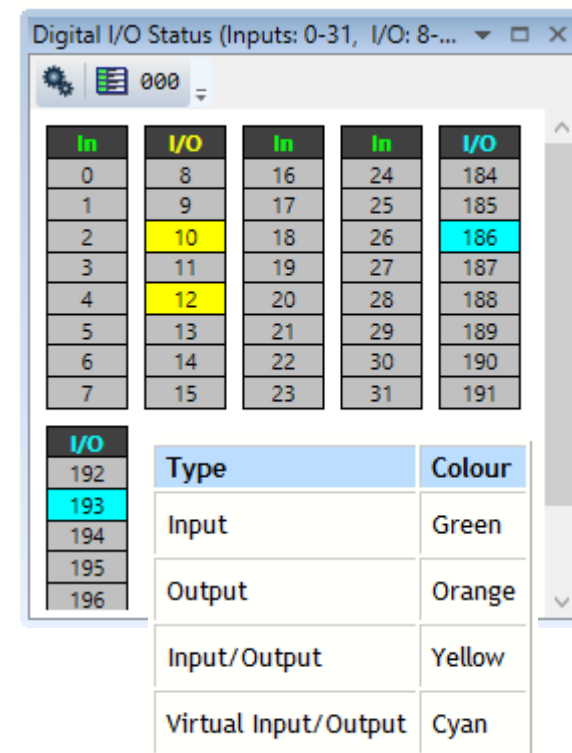 Digital I/O Status (Inputs: 0-31, I/O: 8-...
000
In I/O In In I/O
0 8 16 24 184
1 9 17 25 185
2 10 18 26 186
3 11 19 27 187
4 12 20 28 188
5 13 21 29 189
6 14 22 30 190
7 15 23 31 191
I/O
192
193
194
195
196
Type Colour
Input Green
Output Orange
Input/Output Yellow
Virtual Input/Output Cyan